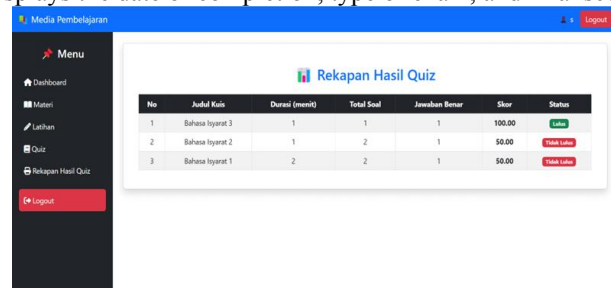 Media Pembelajaran s Logout
Menu
Rekapan Hasil Quiz
Dashboard
Materi
Latihan
Quiz
Rekapan Hasil Quiz
Logout
No Judul Kuis Durasi (menit) Total Soal Jawaban Benar Skor Status
1 Bahasa Isyarat 3 1 1 1 100.00 Lulus
2 Bahasa Isyarat 2 1 2 1 50.00 Tidak Lulus
3 Bahasa Isyarat 1 2 2 1 50.00 Tidak Lulus